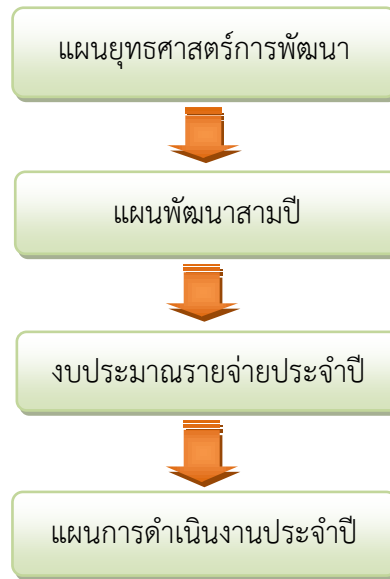 แผนยุทธศาสตร์การพัฒนา
แผนพัฒนาสามปี
งบประมาณรายจ่ายประจำปี
แผนการดำเนินงานประจำปี